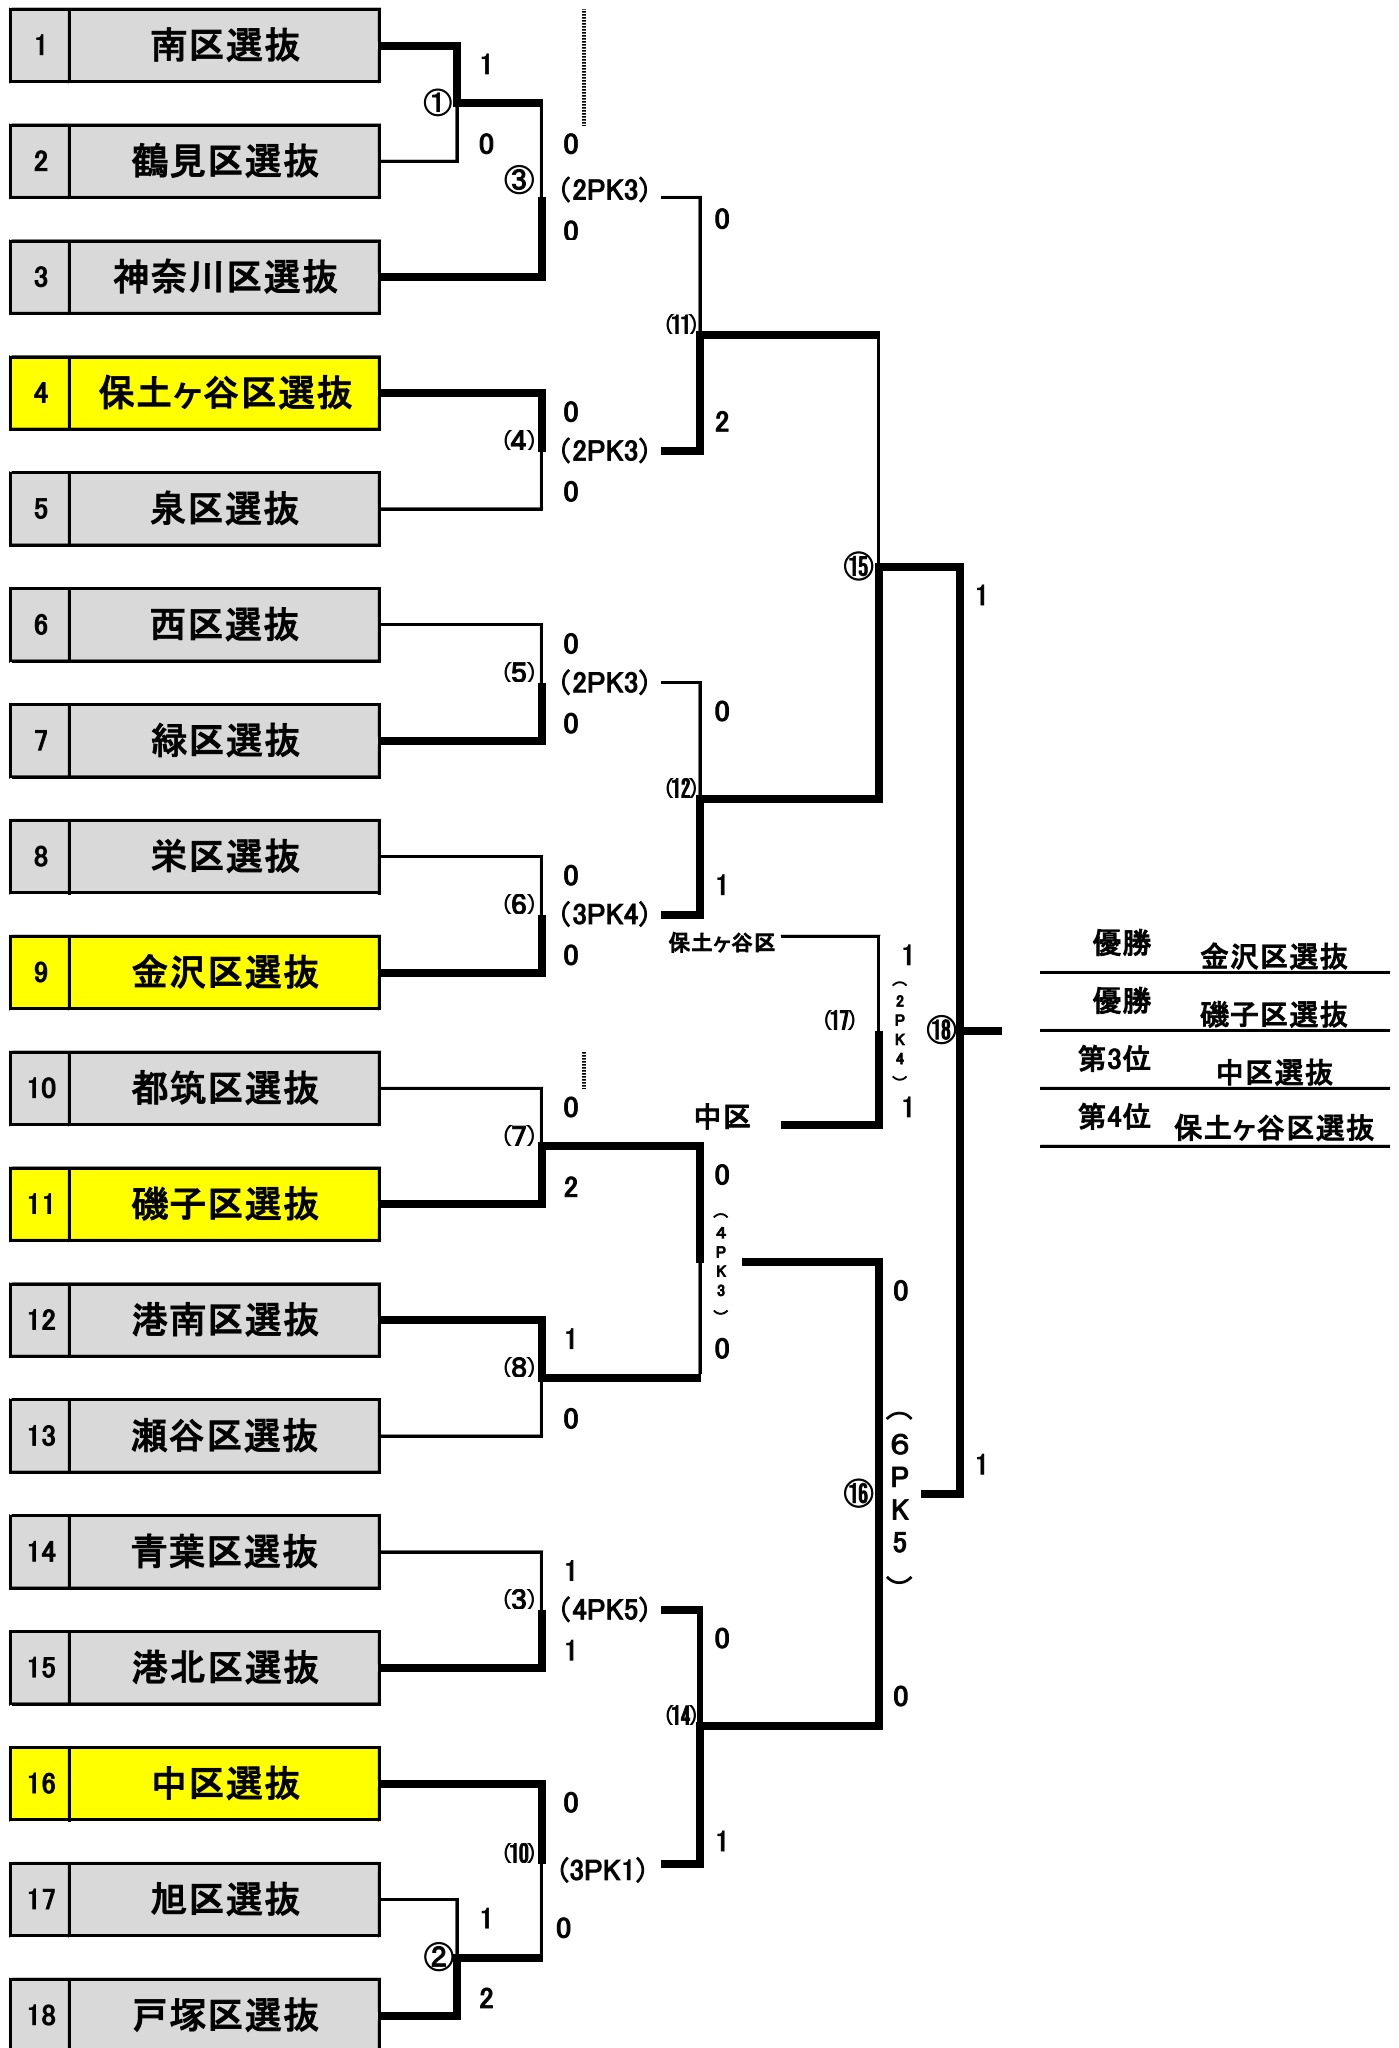 1 南区選抜
1
①
0
2 鶴見区選抜
0
③
(2PK3)
0
0
3 神奈川区選抜
(11)
4 保土ヶ谷区選抜
0
2
(4)
(2PK3)
0
5 泉区選抜
⑮
1
6 西区選抜
0
(5)
(2PK3)
0
0
7 緑区選抜
(12)
8 栄区選抜
0
1
(6)
(3PK4)
0
9 金沢区選抜
保土ヶ谷区
1
(2PK4)
(17)
⑱
1
中区
優勝 金沢区選抜
優勝 磯子区選抜
第3位 中区選抜
第4位 保土ヶ谷区選抜
10 都筑区選抜
0
(7)
2
0
11 磯子区選抜
(4PK3)
0
0
12 港南区選抜
1
(8)
0
13 瀬谷区選抜
(6PK5)
⑯
1
14 青葉区選抜
1
(3)
(4PK5)
1
0
0
15 港北区選抜
(14)
16 中区選抜
0
1
(10)
(3PK1)
0
17 旭区選抜
1
②
2
18 戸塚区選抜